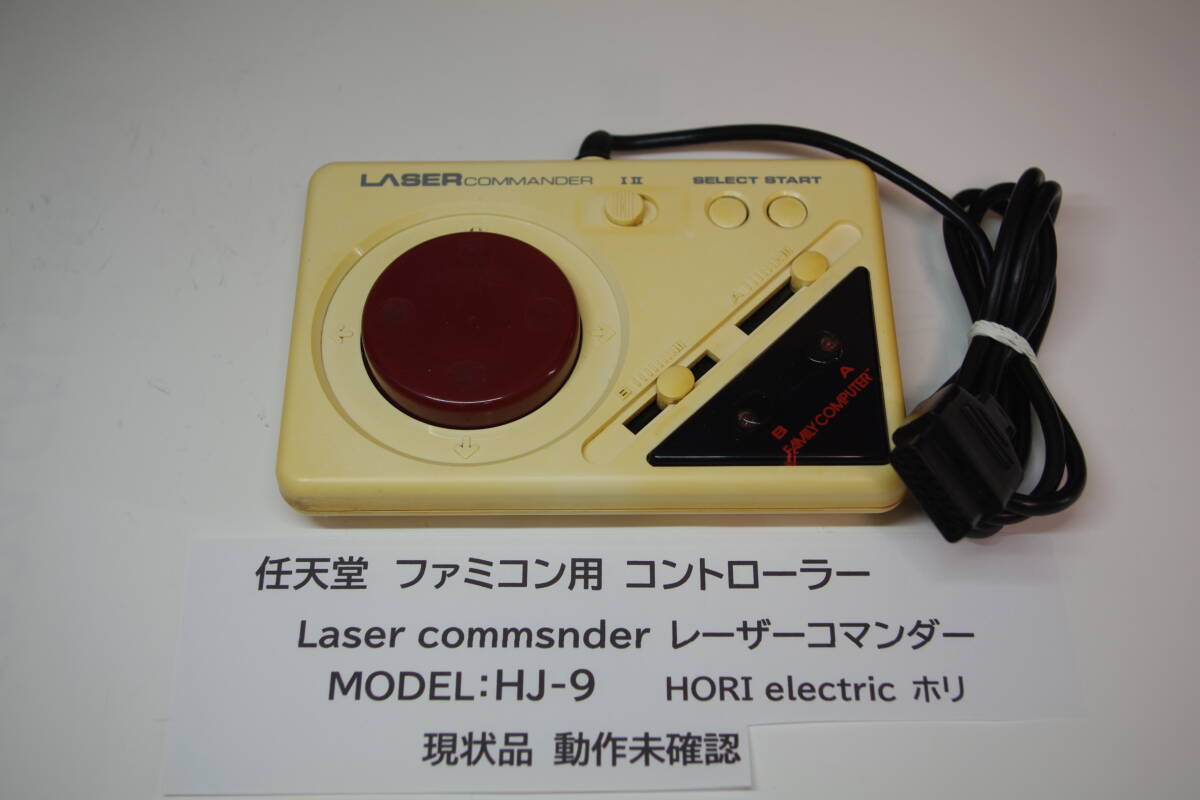 LASER COMMANDER
I II
SELECT START
A
B
A
B
FAMILY COMPUTER™
任天堂 ファミコン用 コントローラー
Laser commsnder レーザーコマンダー
MODEL:HJ-9 HORI electric ホリ
現状品 動作未確認